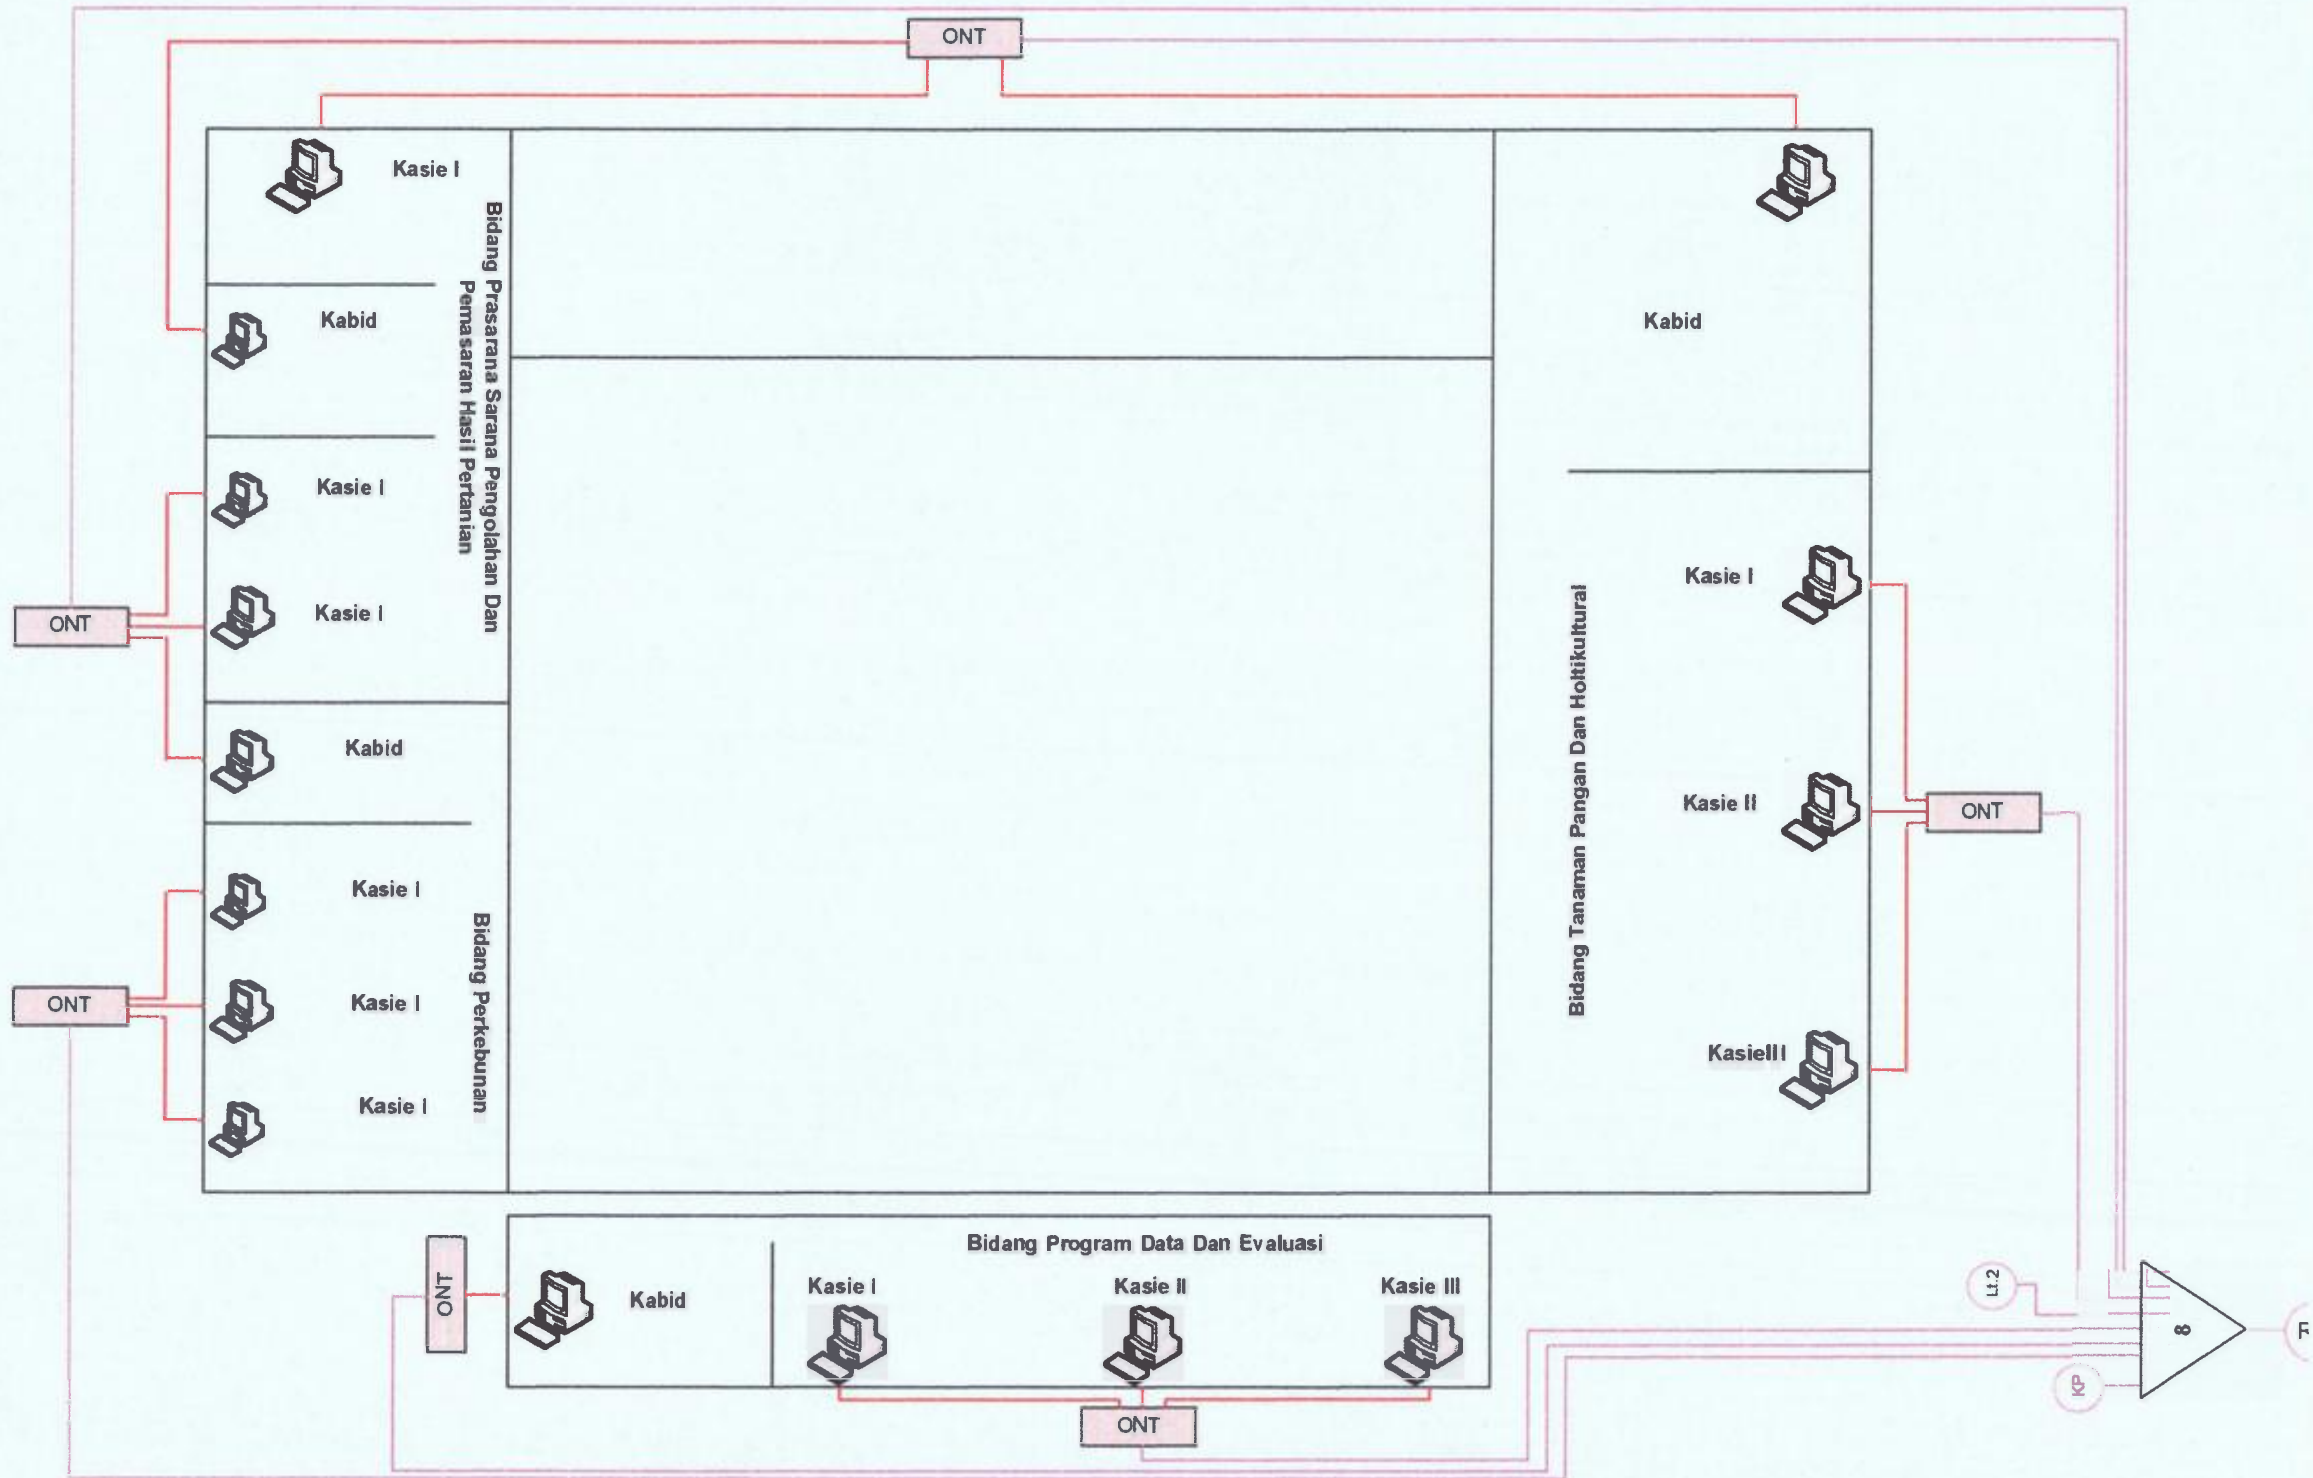 ONT
Kasie I
Bidang Prasarana Sarana Pengolahan Dan
Pemasaran Hasil Pertanian
Kabid
Kabid
Kasie I
Kasie I
ONT
Kabid
Kasie I
Kasie I
Kasie I
ONT
Bidang Perkebunan
Bidang Tanaman Pangan Dan Holtikultural
Kasie I
Kasie II
KasieIII
ONT
Bidang Program Data Dan Evaluasi
ONT
Kabid
Kasie I
Kasie II
Kasie III
ONT
Lt.2
8
KP